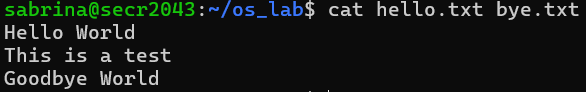 sabrina@secr2043:~/os_lab$ cat hello.txt bye.txt
Hello World
This is a test
Goodbye World